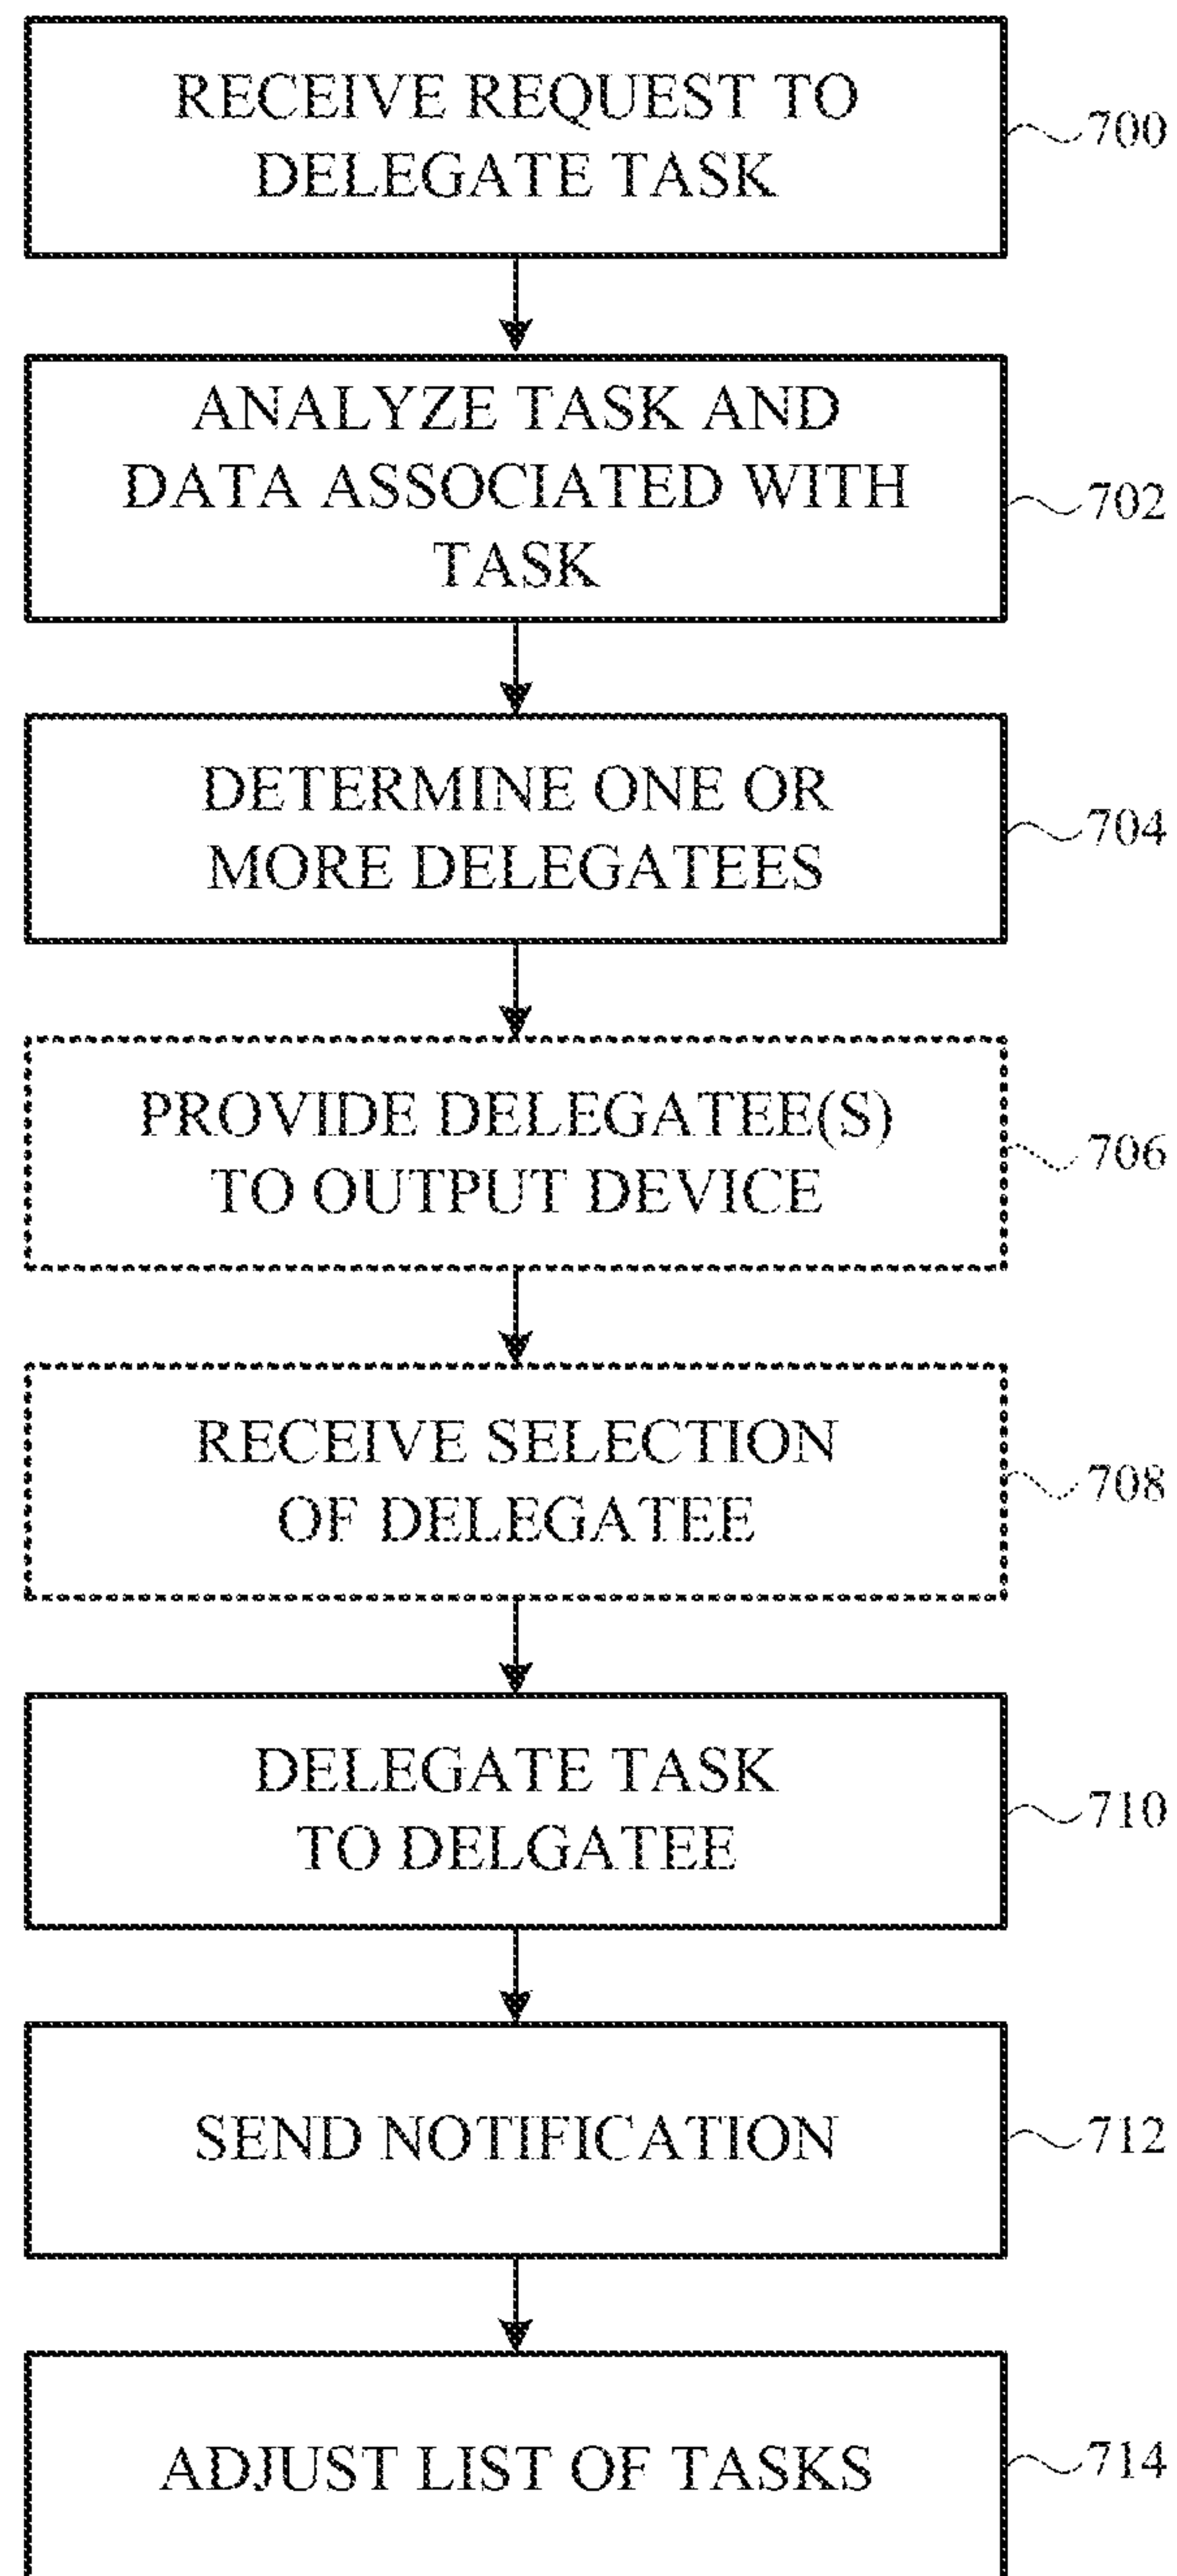 RECEIVE REQUEST TO
DELEGATE TASK
700
ANALYZE TASK AND
DATA ASSOCIATED WITH
TASK
702
DETERMINE ONE OR
MORE DELEGATEES
704
PROVIDE DELEGATEE(S)
TO OUTPUT DEVICE
706
RECEIVE SELECTION
OF DELEGATEE
708
DELEGATE TASK
TO DELGATEE
710
SEND NOTIFICATION
712
ADJUST LIST OF TASKS
714